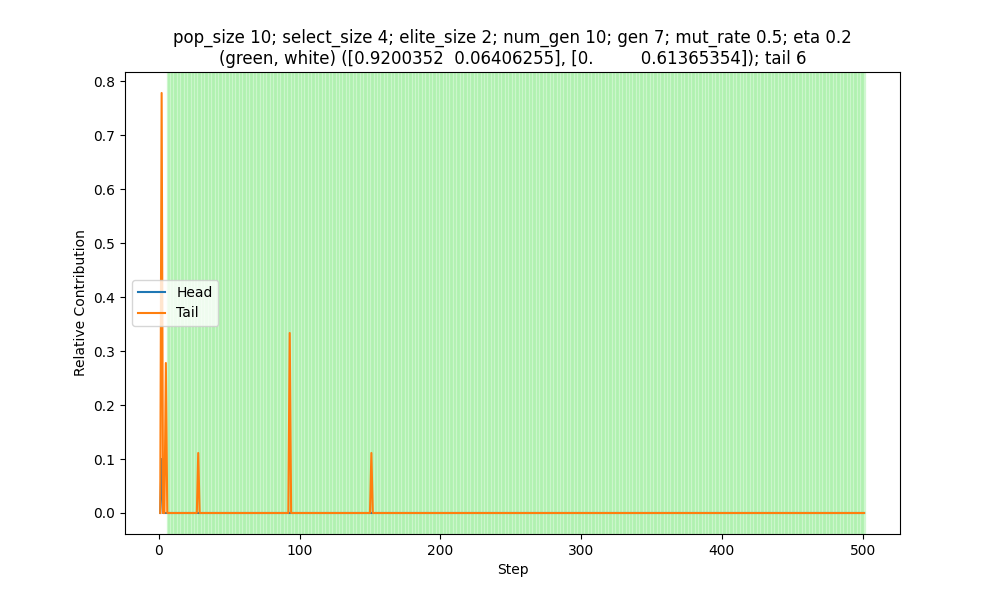 pop_size 10; select_size 4; elite_size 2; num_gen 10; gen 7; mut_rate 0.5; eta 0.2
(green, white) ([0.9200352 0.06406255], [0. 0.61365354]); tail 6
0.8
0.7
0.6
0.5
0.4
0.3
0.2
0.1
0.0
Relative Contribution
Head
Tail
0 100 200 300 400 500
Step